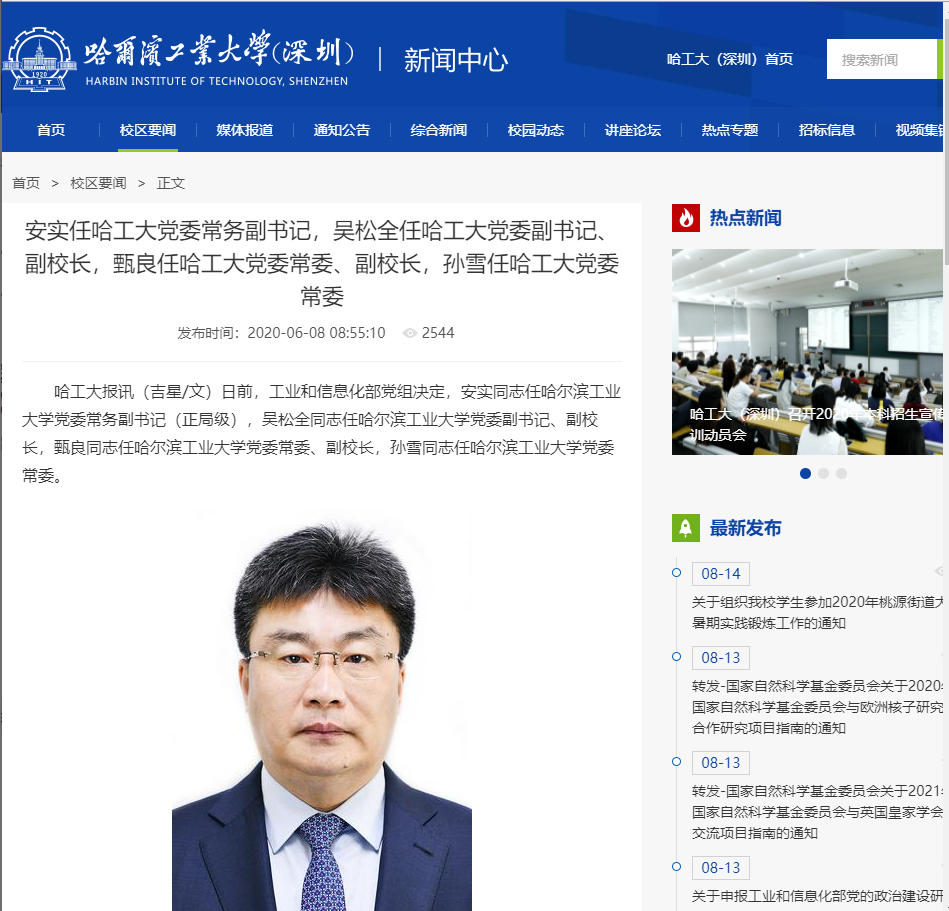 哈尔滨工业大学(深圳)
HARBIN INSTITUTE OF TECHNOLOGY, SHENZHEN
1920
HIT
新闻中心
哈工大（深圳）首页
搜索新闻
首页 校区要闻 媒体报道 通知公告 综合新闻 校园动态 讲座论坛 热点专题 招标信息 视频集
首页 > 校区要闻 > 正文
安实任哈工大党委常务副书记，吴松全任哈工大党委副书记、
副校长，甄良任哈工大党委常委、副校长，孙雪任哈工大党委
常委
发布时间：2020-06-08 08:55:10 2544
哈工大报讯（吉星/文）日前，工业和信息化部党组决定，安实同志任哈尔滨工业
大学党委常务副书记（正局级），吴松全同志任哈尔滨工业大学党委副书记、副校
长，甄良同志任哈尔滨工业大学党委常委、副校长，孙雪同志任哈尔滨工业大学党委
常委。
热点新闻
哈工大（深圳）召开2020年本科招生宣传
训动员会
最新发布
08-14
关于组织我校学生参加2020年桃源街道大
暑期实践锻炼工作的通知
08-13
转发-国家自然科学基金委员会关于2020
国家自然科学基金委员会与欧洲核子研究
合作研究项目指南的通知
08-13
转发-国家自然科学基金委员会关于2021
国家自然科学基金委员会与英国皇家学会
交流项目指南的通知
08-13
关于申报工业和信息化部党的政治建设研